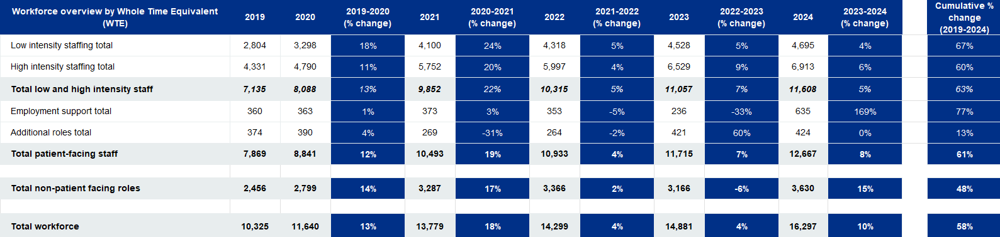 Workforce overview by Whole Time Equivalent (WTE) 2019 2020 2019-2020 (% change) 2021 2020-2021 (% change) 2022 2021-2022 (% change) 2023 2022-2023 (% change) 2024 2023-2024 (% change) Cumulative % change (2019-2024)
Low intensity staffing total 2,804 3,298 18% 4,100 24% 4,318 5% 4,528 5% 4,695 4% 67%
High intensity staffing total 4,331 4,790 11% 5,752 20% 5,997 4% 6,529 9% 6,913 6% 60%
Total low and high intensity staff 7,135 8,088 13% 9,852 22% 10,315 5% 11,057 7% 11,608 5% 63%
Employment support total 360 363 1% 373 3% 353 -5% 236 -33% 635 169% 77%
Additional roles total 374 390 4% 269 -31% 264 -2% 421 60% 424 0% 13%
Total patient-facing staff 7,869 8,841 12% 10,493 19% 10,933 4% 11,715 7% 12,667 8% 61%
Total non-patient facing roles 2,456 2,799 14% 3,287 17% 3,366 2% 3,166 -6% 3,630 15% 48%
Total workforce 10,325 11,640 13% 13,779 18% 14,299 4% 14,881 4% 16,297 10% 58%